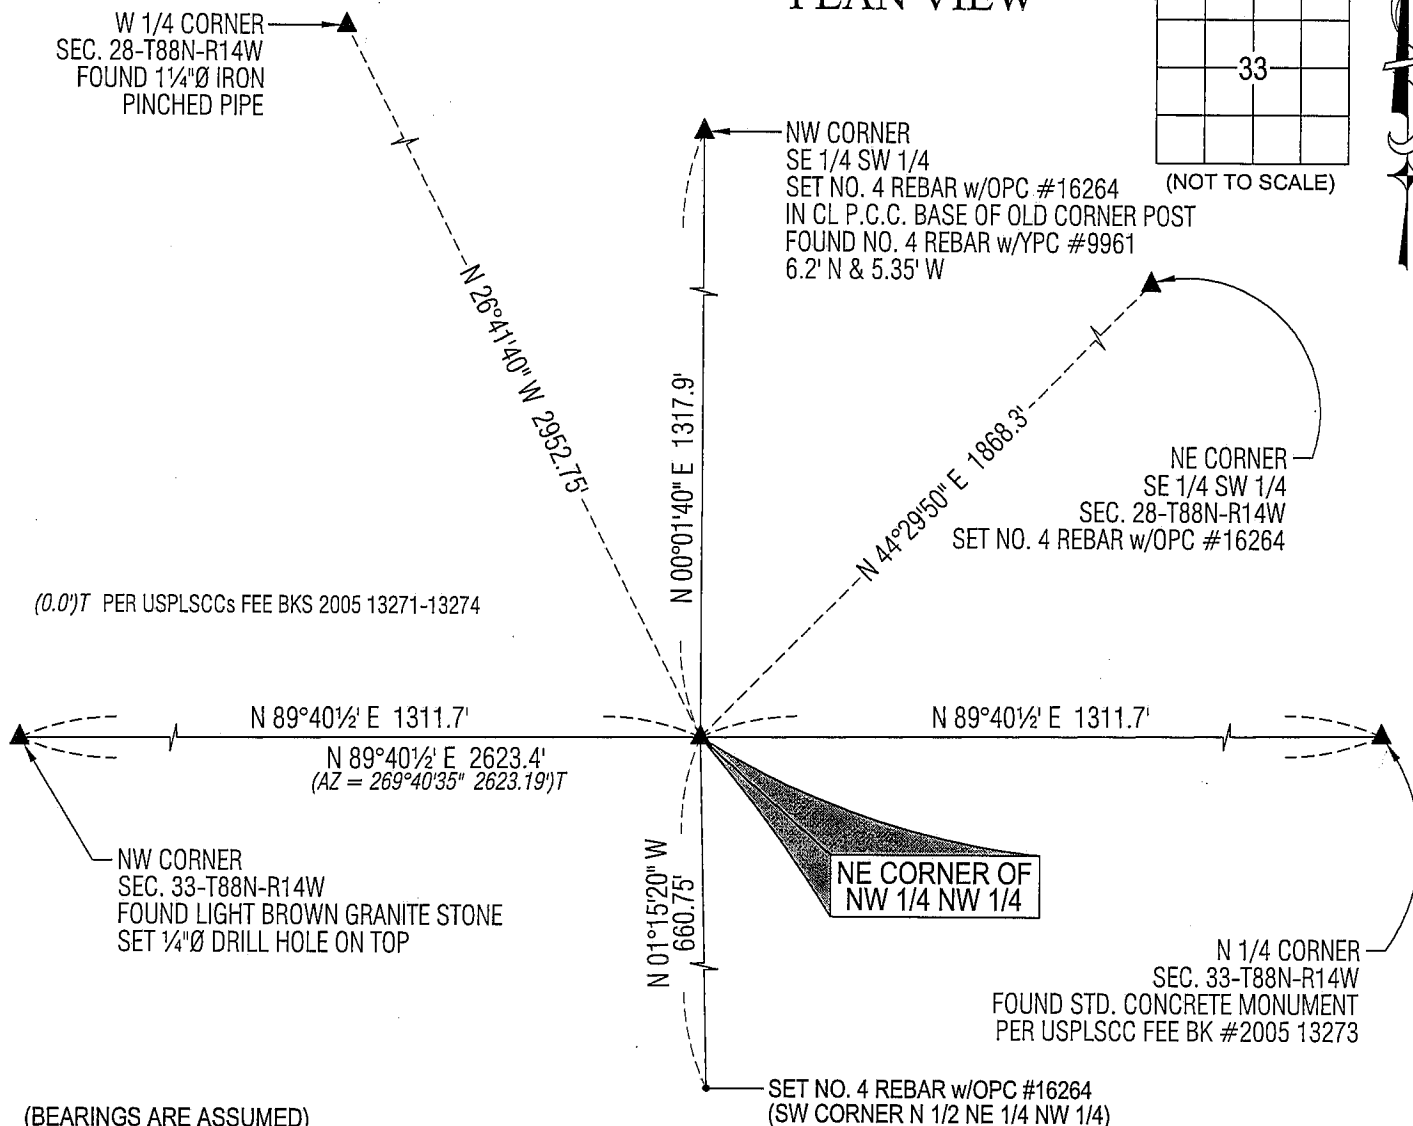 PLAN VIEW
W 1/4 CORNER
SEC. 28-T88N-R14W
FOUND 1¼"Ø IRON
PINCHED PIPE
33
(NOT TO SCALE)
NW CORNER
SE 1/4 SW 1/4
SET NO. 4 REBAR w/OPC #16264
IN CL P.C.C. BASE OF OLD CORNER POST
FOUND NO. 4 REBAR w/YPC #9961
6.2' N & 5.35' W
N 26°41'40" W 2952.75'
N 00°01'40" E 1317.9'
N 44°29'50" E 1868.3'
NE CORNER
SE 1/4 SW 1/4
SEC. 28-T88N-R14W
SET NO. 4 REBAR w/OPC #16264
(0.0')T PER USPLSCCs FEE BKS 2005 13271-13274
N 89°40½' E 1311.7'
N 89°40½' E 1311.7'
N 89°40½' E 2623.4'
(AZ = 269°40'35" 2623.19')T
NW CORNER
SEC. 33-T88N-R14W
FOUND LIGHT BROWN GRANITE STONE
SET ¼"Ø DRILL HOLE ON TOP
N 01°15'20" W
660.75'
NE CORNER OF
NW 1/4 NW 1/4
N 1/4 CORNER
SEC. 33-T88N-R14W
FOUND STD. CONCRETE MONUMENT
PER USPLSCC FEE BK #2005 13273
SET NO. 4 REBAR w/OPC #16264
(SW CORNER N 1/2 NE 1/4 NW 1/4)
(BEARINGS ARE ASSUMED)